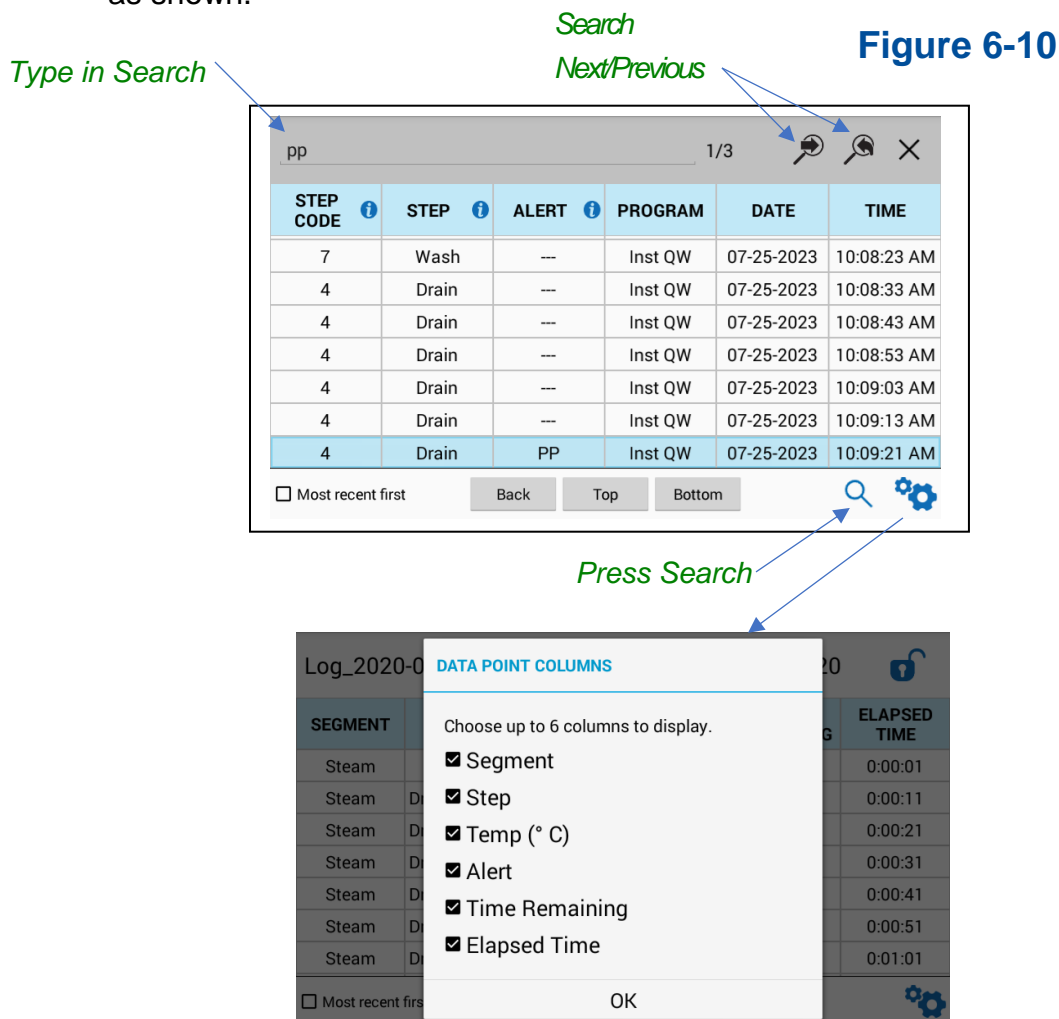 as shown.
Search
Next/Previous
Figure 6-10
Type in Search
pp 1/3
STEP CODE STEP ALERT PROGRAM DATE TIME
7 Wash --- Inst QW 07-25-2023 10:08:23 AM
4 Drain --- Inst QW 07-25-2023 10:08:33 AM
4 Drain --- Inst QW 07-25-2023 10:08:43 AM
4 Drain --- Inst QW 07-25-2023 10:08:53 AM
4 Drain --- Inst QW 07-25-2023 10:09:03 AM
4 Drain --- Inst QW 07-25-2023 10:09:13 AM
4 Drain PP Inst QW 07-25-2023 10:09:21 AM
Most recent first Back Top Bottom
Press Search
Log_2020-0 20
DATA POINT COLUMNS
SEGMENT G ELAPSED TIME
Choose up to 6 columns to display.
Steam 0:00:01
Segment
Steam D 0:00:11
Step
Steam D 0:00:21
Temp (° C)
Steam D 0:00:31
Alert
Steam D 0:00:41
Time Remaining
Steam D 0:00:51
Elapsed Time
Steam D 0:01:01
Most recent firs
OK